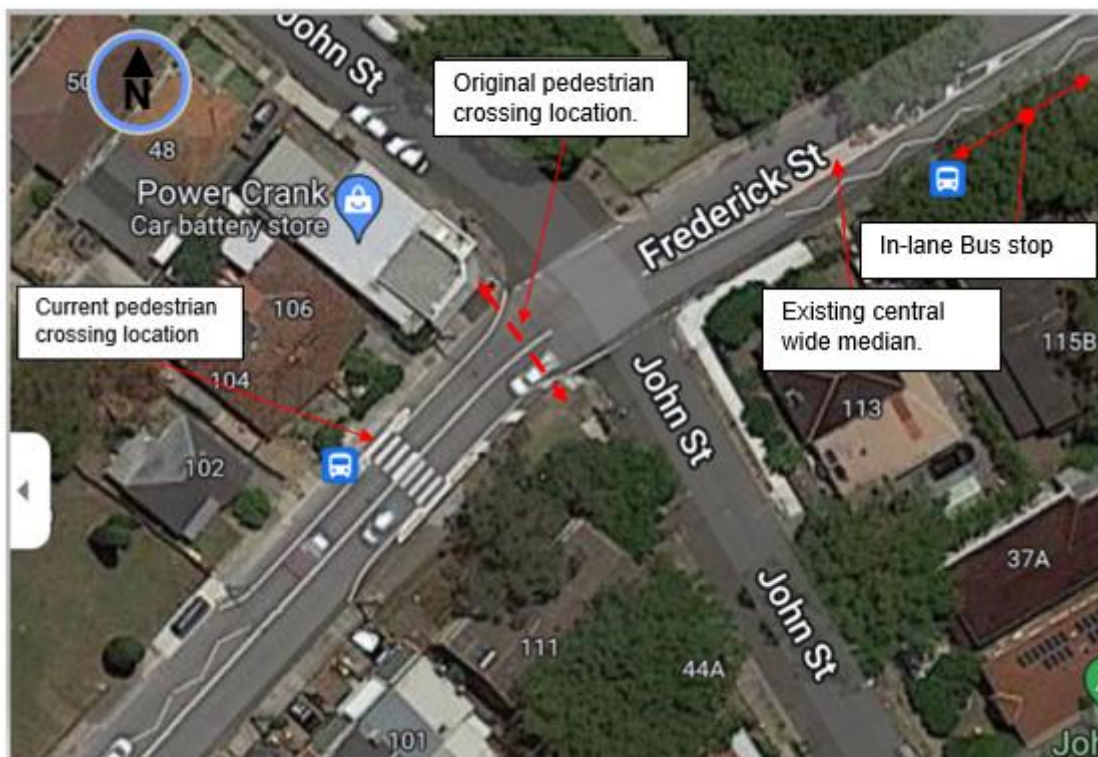 John St
N
50
48
Original pedestrian
crossing location.
Power Crank
Car battery store
Frederick St
In-lane Bus stop
Existing central
wide median.
Current pedestrian
crossing location
106
104
102
115B
113
John St
37A
John St
111
44A
101
Joh